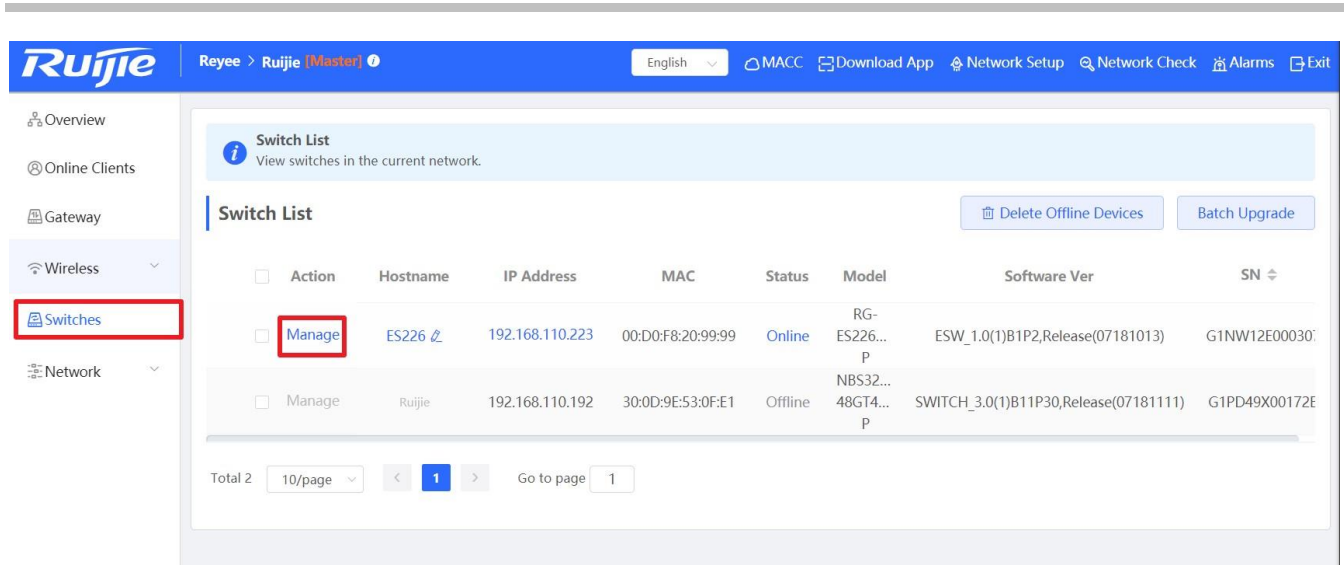 Ruijie
Reyee > Ruijie [Master] English MACC Download App Network Setup Network Check Alarms Exit
Overview
Online Clients
Gateway
Wireless
Switches
Network
Switch List
View switches in the current network.
Switch List Delete Offline Devices Batch Upgrade
Action Hostname IP Address MAC Status Model Software Ver SN
Manage ES226 192.168.110.223 00:D0:F8:20:99:99 Online RG-ES226...P ESW_1.0(1)B1P2,Release(07181013) G1NW12E000307
Manage Ruijie 192.168.110.192 30:0D:9E:53:0F:E1 Offline NBS32...48GT4...P SWITCH_3.0(1)B11P30,Release(07181111) G1PD49X00172E
Total 2 10/page < 1 > Go to page 1